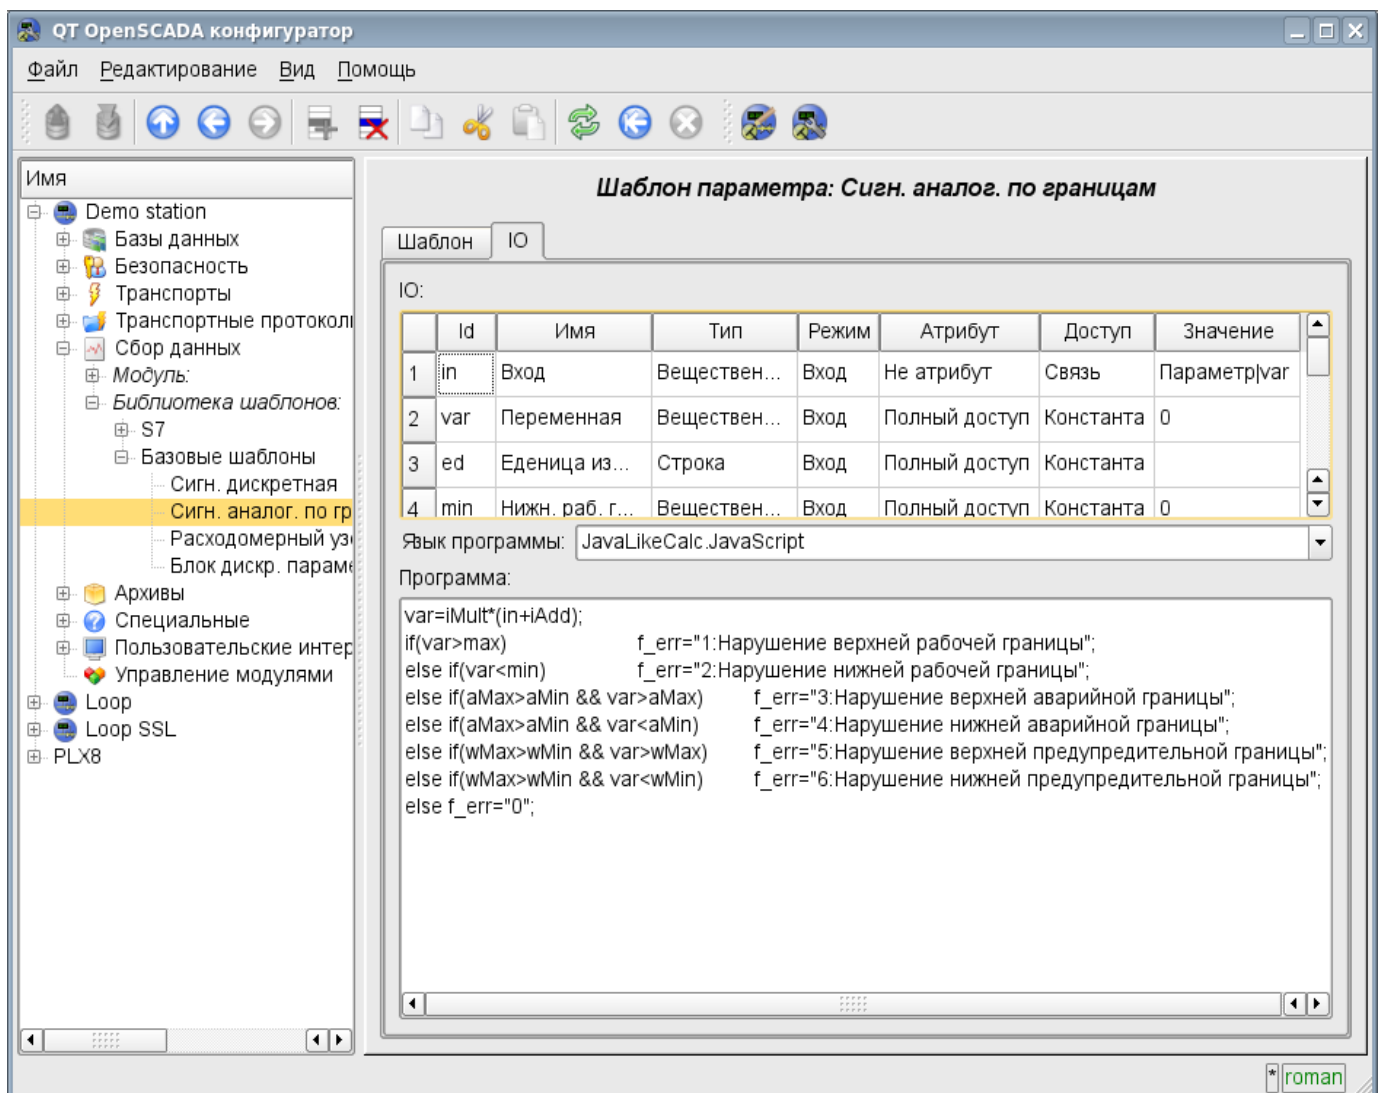 QT OpenSCADA конфигуратор
Файл Редактирование Вид Помощь
Имя
Demo station
Базы данных
Безопасность
Транспорты
Транспортные протокол
Сбор данных
Модуль:
Библиотека шаблонов:
S7
Базовые шаблоны
Сигн. дискретная
Сигн. аналог. по гр
Расходомерный уз
Блок дискр. парам
Архивы
Специальные
Пользовательские интер
Управление модулями
Loop
Loop SSL
PLX8
Шаблон параметра: Сигн. аналог. по границам
Шаблон IO
IO:
Id Имя Тип Режим Атрибут Доступ Значение
1 in Вход Веществен... Вход Не атрибут Связь Параметр|var
2 var Переменная Веществен... Вход Полный доступ Константа 0
3 ed Еденица из... Строка Вход Полный доступ Константа
4 min Нижн. раб. г... Веществен... Вход Полный доступ Константа 0
Язык программы: JavaLikeCalc.JavaScript
Программа:
var=iMult*(in+iAdd);
if(var>max) f_err="1:Нарушение верхней рабочей границы";
else if(var<min) f_err="2:Нарушение нижней рабочей границы";
else if(aMax>aMin && var>aMax) f_err="3:Нарушение верхней аварийной границы";
else if(aMax>aMin && var<aMin) f_err="4:Нарушение нижней аварийной границы";
else if(wMax>wMin && var>wMax) f_err="5:Нарушение верхней предупредительной границы";
else if(wMax>wMin && var<wMin) f_err="6:Нарушение нижней предупредительной границы";
else f_err="0";
* roman